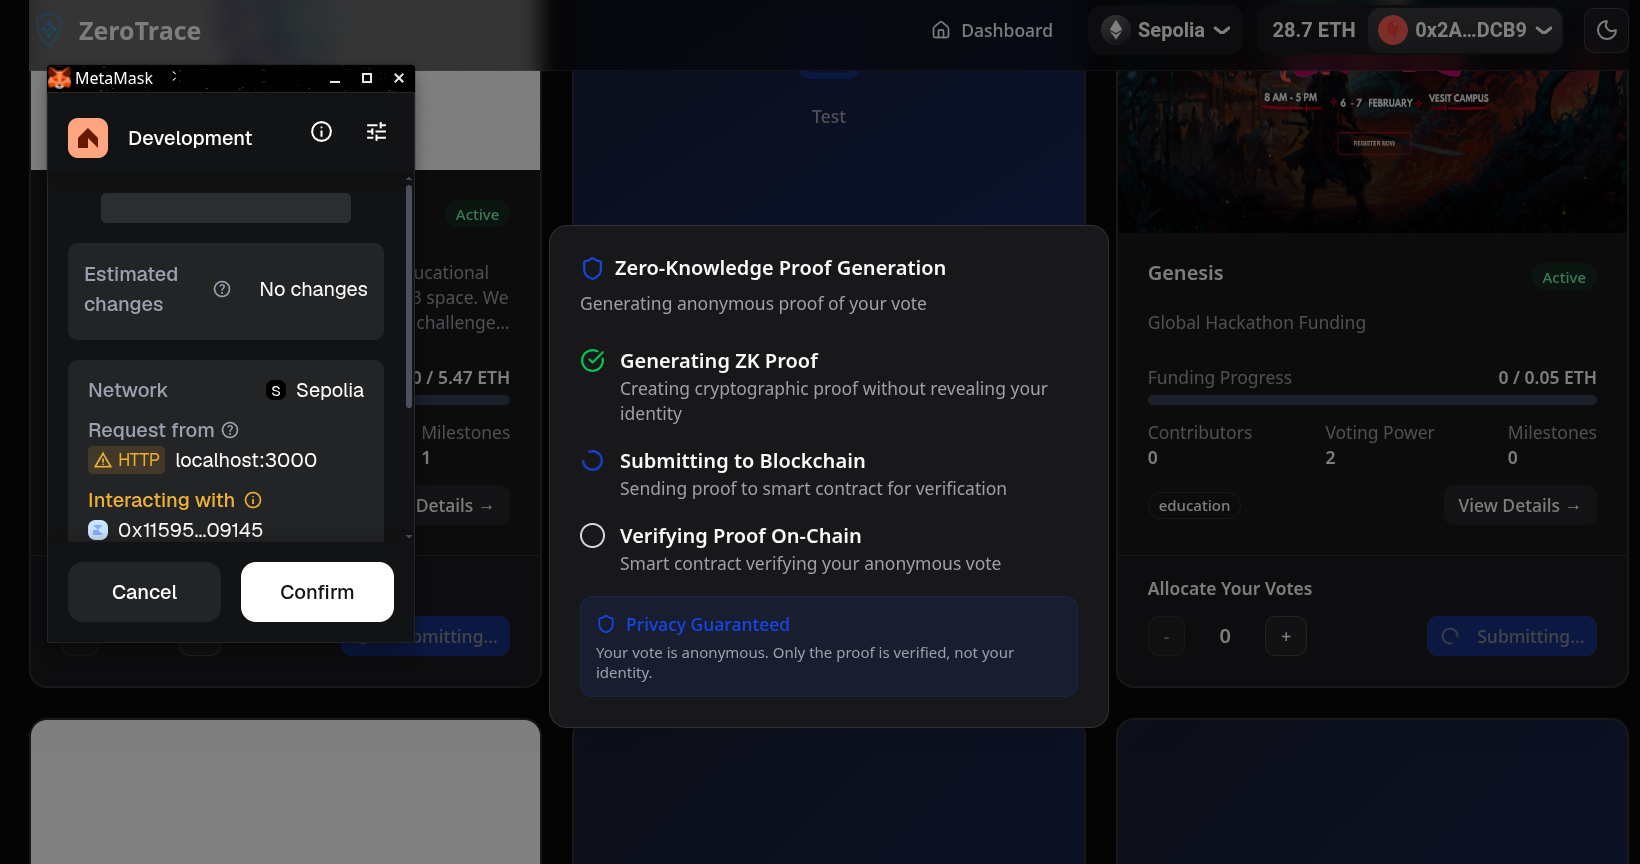 ZeroTrace
Dashboard
Sepolia
28.7 ETH
0x2A...DCB9
MetaMask
Development
Estimated
changes
No changes
Network
S
Sepolia
Request from
HTTP
localhost:3000
Interacting with
0x11595...09145
Cancel
Confirm
Active
ucational
3 space. We
challenge...
0 / 5.47 ETH
Milestones
1
Details →
omitting...
Test
Zero-Knowledge Proof Generation
Generating anonymous proof of your vote
Generating ZK Proof
Creating cryptographic proof without revealing your
identity
Submitting to Blockchain
Sending proof to smart contract for verification
Verifying Proof On-Chain
Smart contract verifying your anonymous vote
Privacy Guaranteed
Your vote is anonymous. Only the proof is verified, not your
identity.
8 AM - 5 PM
6 - 7 FEBRUARY
VESIT CAMPUS
REGISTER NOW
Genesis
Active
Global Hackathon Funding
Funding Progress
0 / 0.05 ETH
Contributors
Voting Power
Milestones
0
2
0
education
View Details →
Allocate Your Votes
-
0
+
Submitting...